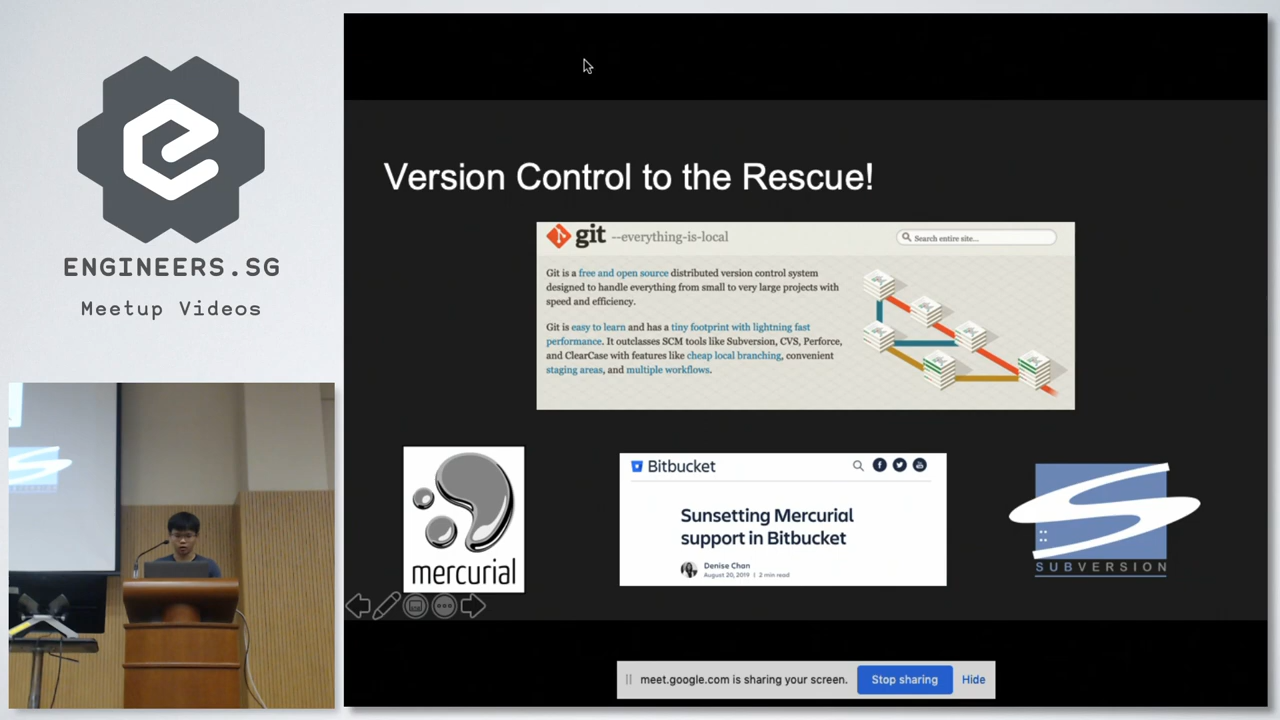 ENGINEERS.SG
Meetup Videos
Version Control to the Rescue!
git --everything-is-local
Search entire site...
Git is a free and open source distributed version control system
designed to handle everything from small to very large projects with
speed and efficiency.
Git is easy to learn and has a tiny footprint with lightning fast
performance. It outclasses SCM tools like Subversion, CVS, Perforce,
and ClearCase with features like cheap local branching, convenient
staging areas, and multiple workflows.
mercurial
Bitbucket
Sunsetting Mercurial
support in Bitbucket
Denise Chan
August 20, 2019 | 2 min read
SUBVERSION
meet.google.com is sharing your screen.
Stop sharing
Hide